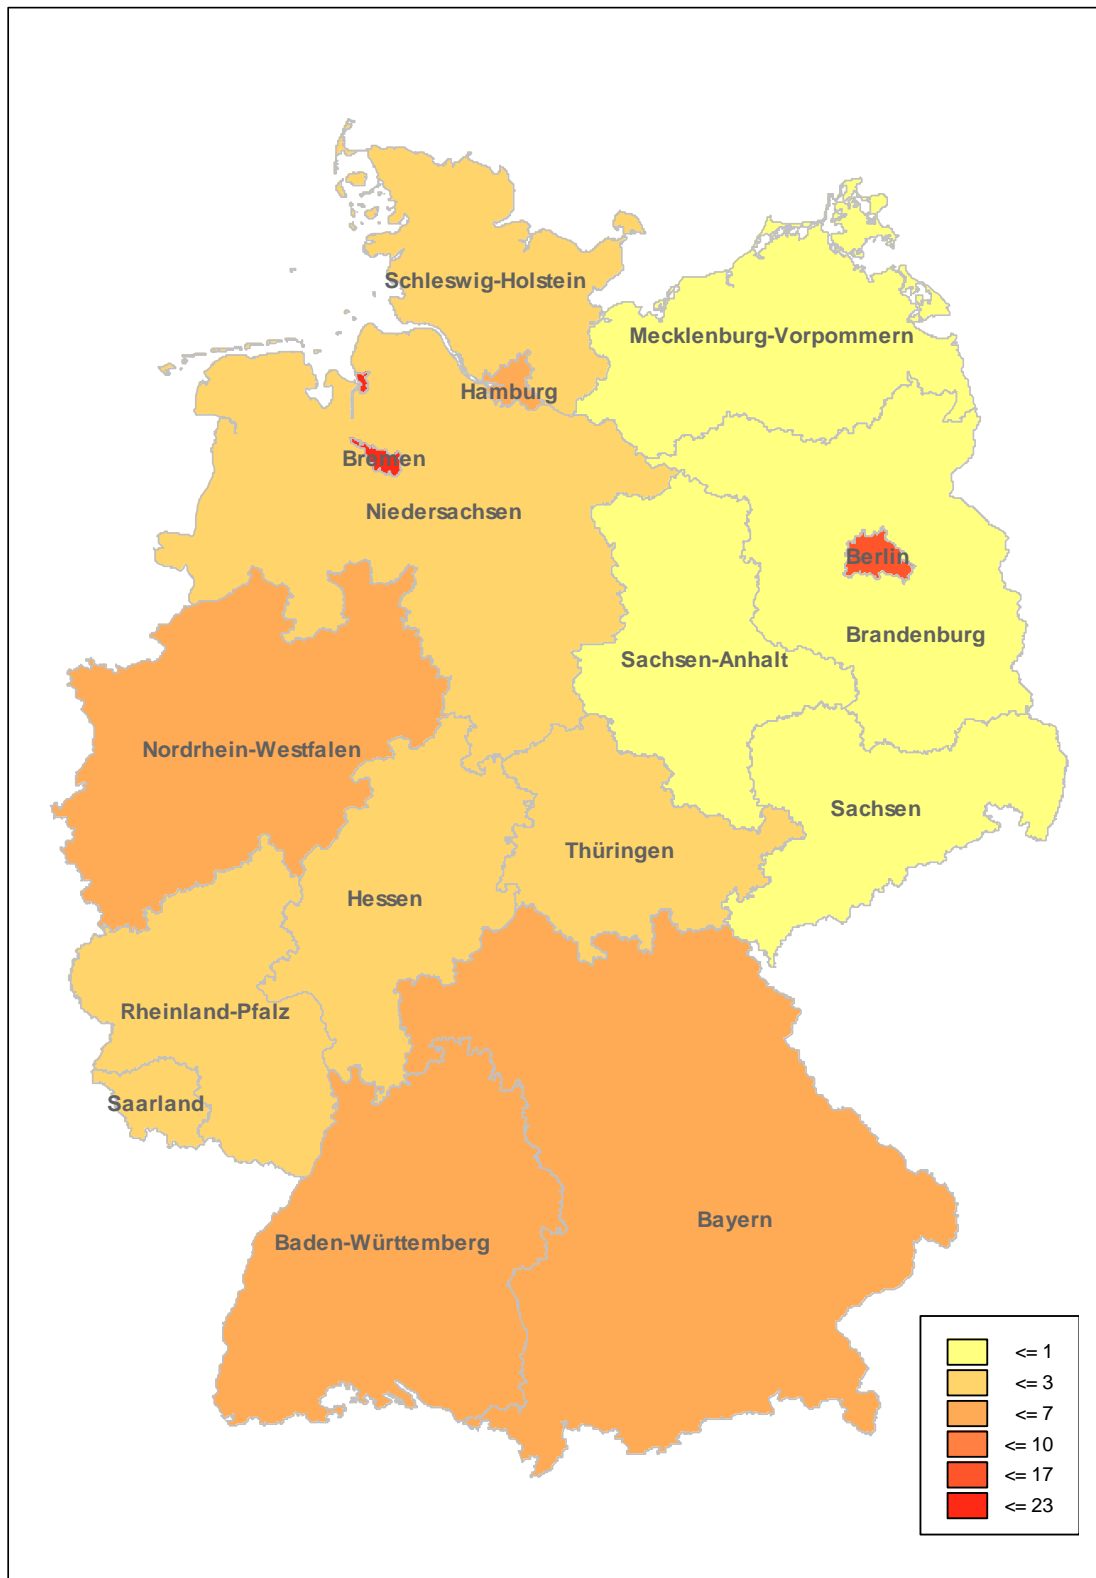 Schleswig-Holstein
Mecklenburg-Vorpommern
Hamburg
Bremen
Niedersachsen
Berlin
Brandenburg
Sachsen-Anhalt
Nordrhein-Westfalen
Sachsen
Thüringen
Hessen
Rheinland-Pfalz
Saarland
Bayern
Baden-Württemberg
<= 1
<= 3
<= 7
<= 10
<= 17
<= 23